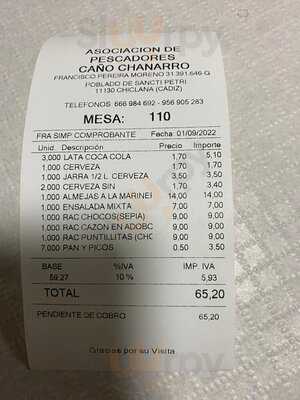 ASOCIACION DE
PESCADORES
CAÑO CHANARRO
FRANCISCO PEREIRA MORENO 31.391.646-Q
POBLADO DE SANCTI PETRI
11130 CHICLANA (CADIZ)
TELEFONOS 666 984 692 - 956 905 283
MESA: 110
FRA SIMP COMPROBANTE Fecha: 01/09/2022
Unid. Descripción Precio Importe
3,000 LATA COCA COLA 1,70 5,10
1,000 CERVEZA 1,70 1,70
1,000 JARRA 1/2 L. CERVEZA 3,50 3,50
2,000 CERVEZA SIN 1,70 3,40
1,000 ALMEJAS A LA MARINEI 14,00 14,00
1,000 ENSALADA MIXTA 7,00 7,00
1,000 RAC CHOCOS(SEPIA) 9,00 9,00
1,000 RAC CAZON EN ADOBC 9,00 9,00
1,000 RAC PUNTILLITAS (CHC 9,00 9,00
7,000 PAN Y PICOS 0,50 3,50
BASE %IVA IMP. IVA
59,27 10 % 5,93
TOTAL 65,20
PENDIENTE DE COBRO 65,20
Gracias por su Visita